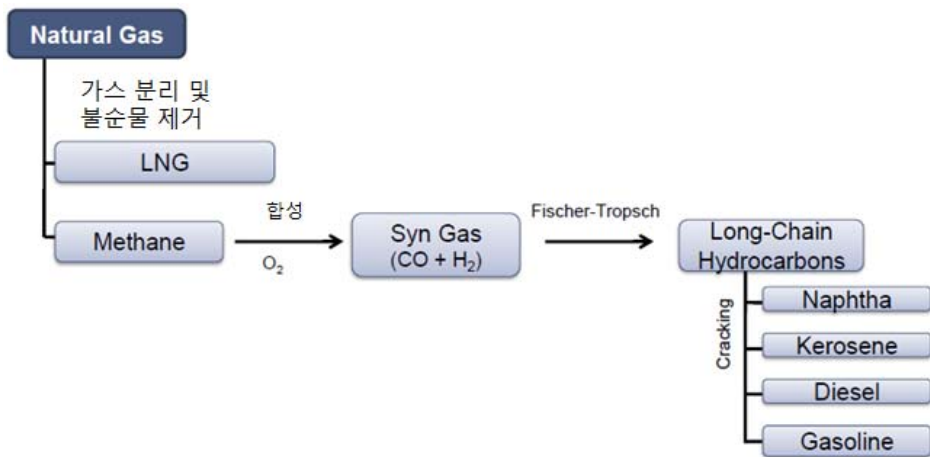 Natural Gas
가스 분리 및
불순물 제거
LNG
Methane
합성
O₂
Syn Gas
(CO + H₂)
Fischer-Tropsch
Long-Chain
Hydrocarbons
Cracking
Naphtha
Kerosene
Diesel
Gasoline